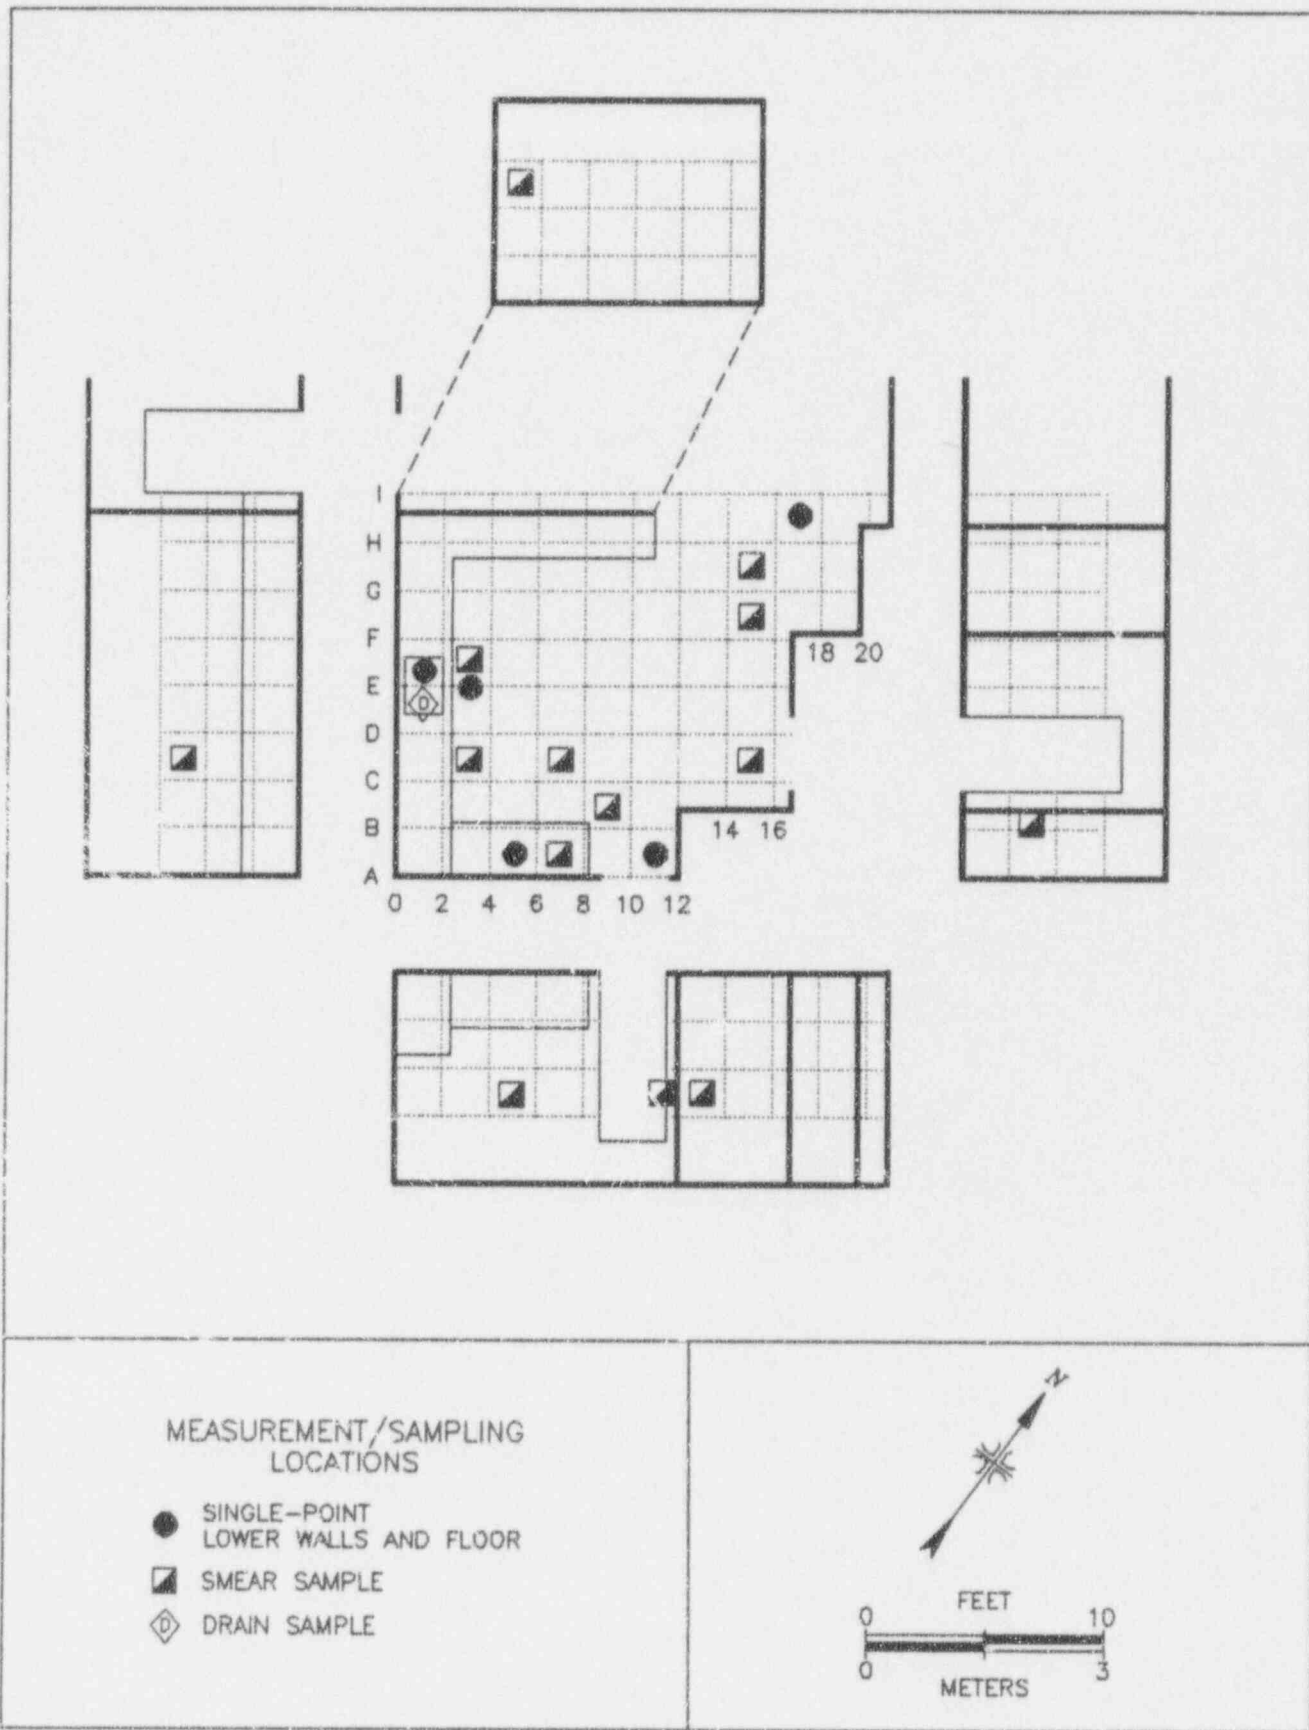 I
H
G
F
E
D
C
B
A
18 20
14 16
0 2 4 6 8 10 12
D
MEASUREMENT/SAMPLING
LOCATIONS
SINGLE-POINT
LOWER WALLS AND FLOOR
SMEAR SAMPLE
D DRAIN SAMPLE
N
FEET
0 10
0 3
METERS